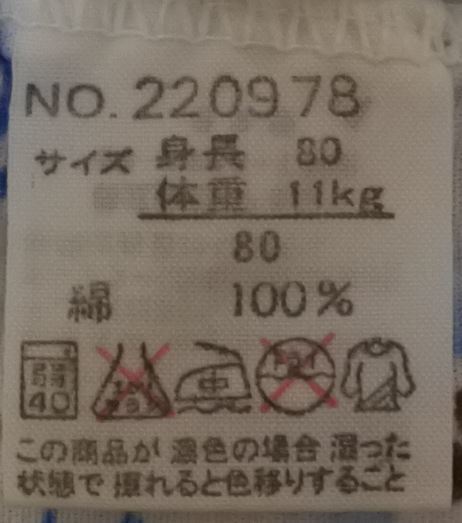 NO. 220978
サイズ 身長 80
体重 11kg
80
綿 100%
弱
40
中
この商品が 濃色の場合 湿った
状態で 擦れると色移りすること